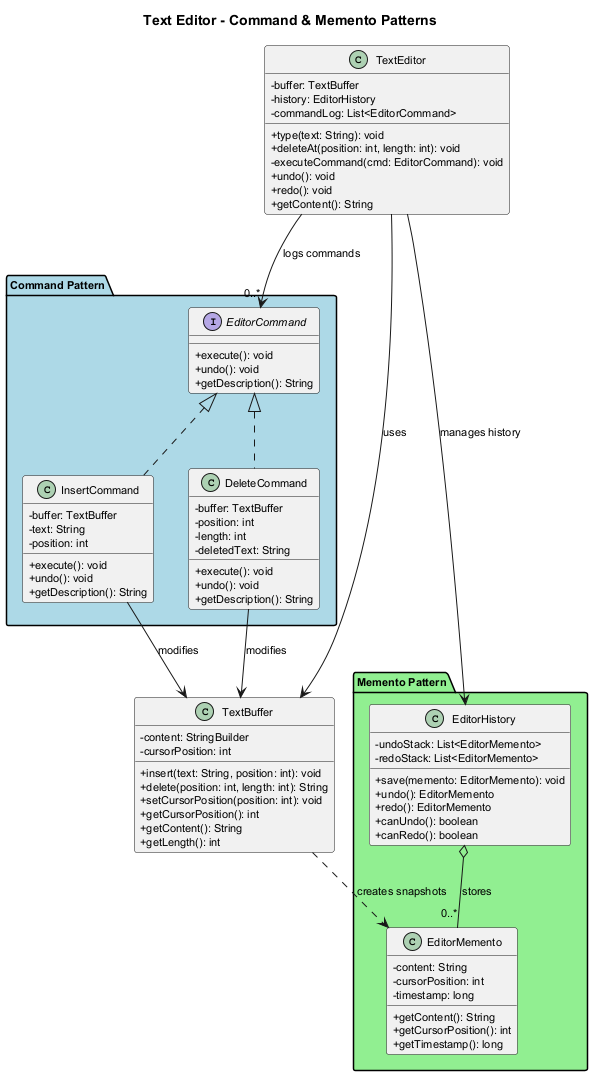 Text Editor - Command & Memento Patterns
C TextEditor
-buffer: TextBuffer
-history: EditorHistory
-commandLog: List<EditorCommand>
+type(text: String): void
+deleteAt(position: int, length: int): void
-executeCommand(cmd: EditorCommand): void
+undo(): void
+redo(): void
+getContent(): String
logs commands
0..*
Command Pattern
I EditorCommand
+execute(): void
+undo(): void
+getDescription(): String
uses
manages history
C InsertCommand
-buffer: TextBuffer
-text: String
-position: int
+execute(): void
+undo(): void
+getDescription(): String
C DeleteCommand
-buffer: TextBuffer
-position: int
-length: int
-deletedText: String
+execute(): void
+undo(): void
+getDescription(): String
modifies
modifies
C TextBuffer
-content: StringBuilder
-cursorPosition: int
+insert(text: String, position: int): void
+delete(position: int, length: int): String
+setCursorPosition(position: int): void
+getCursorPosition(): int
+getContent(): String
+getLength(): int
Memento Pattern
C EditorHistory
-undoStack: List<EditorMemento>
-redoStack: List<EditorMemento>
+save(memento: EditorMemento): void
+undo(): EditorMemento
+redo(): EditorMemento
+canUndo(): boolean
+canRedo(): boolean
creates snapshots
stores
0..*
C EditorMemento
-content: String
-cursorPosition: int
-timestamp: long
+getContent(): String
+getCursorPosition(): int
+getTimestamp(): long